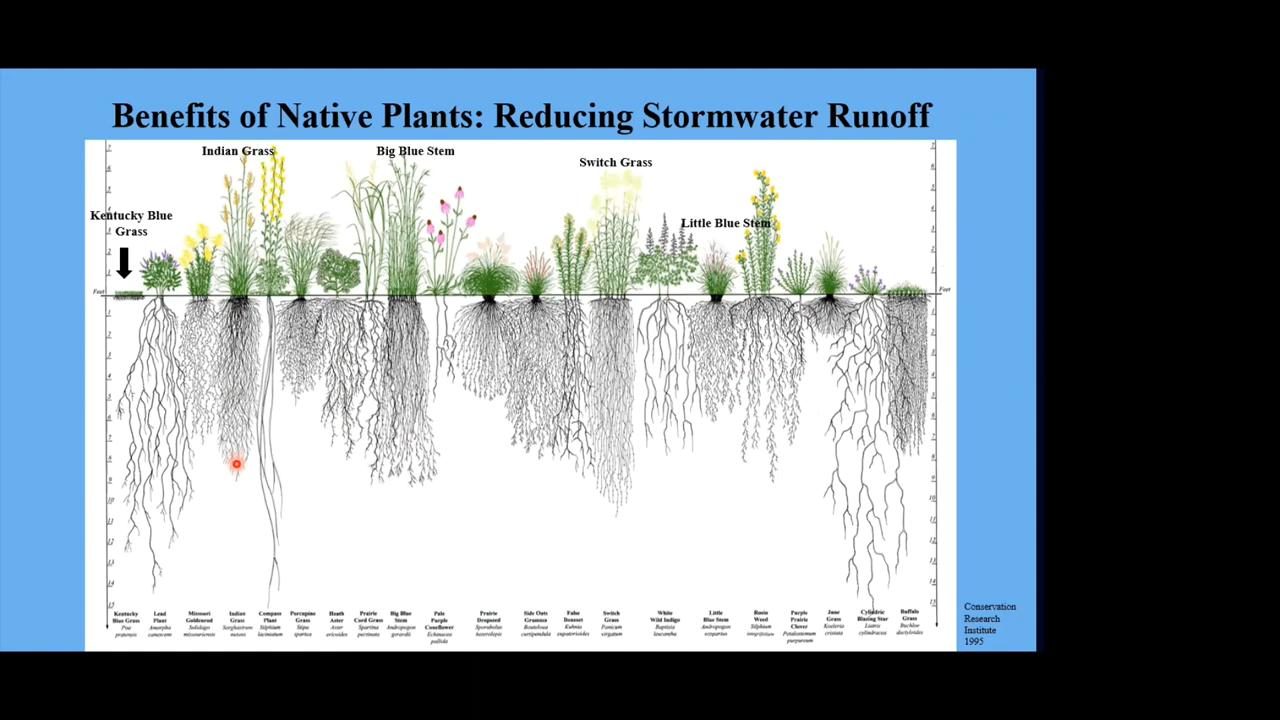 Benefits of Native Plants: Reducing Stormwater Runoff
Indian Grass
Big Blue Stem
Switch Grass
Kentucky Blue
Grass
Little Blue Stem
Feet
Feet
Kentucky
Blue Grass
Poa
pratensis
Lead
Plant
Amorpha
canescens
Missouri
Goldenrod
Solidago
missouriensis
Indian
Grass
Sorghastrum
nutans
Compass
Plant
Silphium
laciniatum
Porcupine
Grass
Stipa
spartea
Heath
Aster
Aster
ericoides
Prairie
Cord Grass
Spartina
pectinata
Big Blue
Stem
Andropogon
gerardii
Pale
Purple
Coneflower
Echinacea
pallida
Prairie
Dropseed
Sporobolus
heterolepis
Side Oats
Gramma
Bouteloua
curtipendula
False
Boneset
Kuhnia
eupatorioides
Switch
Grass
Panicum
virgatum
White
Wild Indigo
Baptisia
leucantha
Little
Blue Stem
Andropogon
scoparius
Rosin
Weed
Silphium
integrifolium
Purple
Prairie
Clover
Petalostemum
purpureum
June
Grass
Koeleria
cristata
Cylindric
Blazing Star
Liatris
cylindracea
Buffalo
Grass
Buchloe
dactyloides
Conservation
Research
Institute
1995